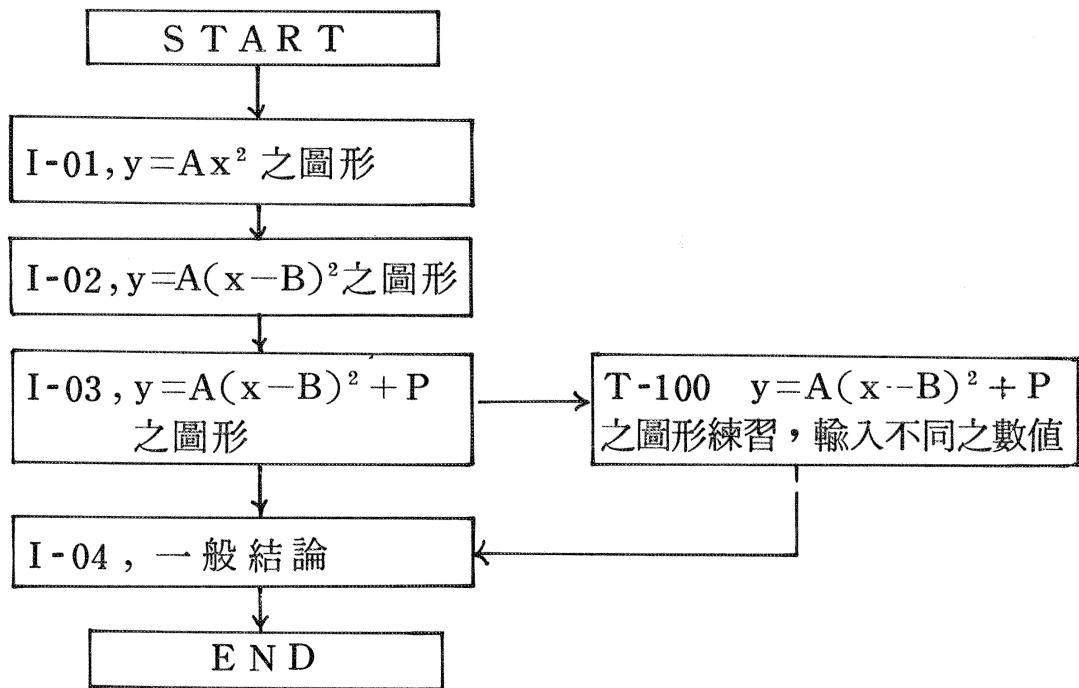 START
I-01,y=Ax² 之圖形
I-02,y=A(x-B)²之圖形
I-03,y=A(x-B)²+P
之圖形
T-100 y=A(x-B)²+P
之圖形練習，輸入不同之數值
I-04，一般結論
END